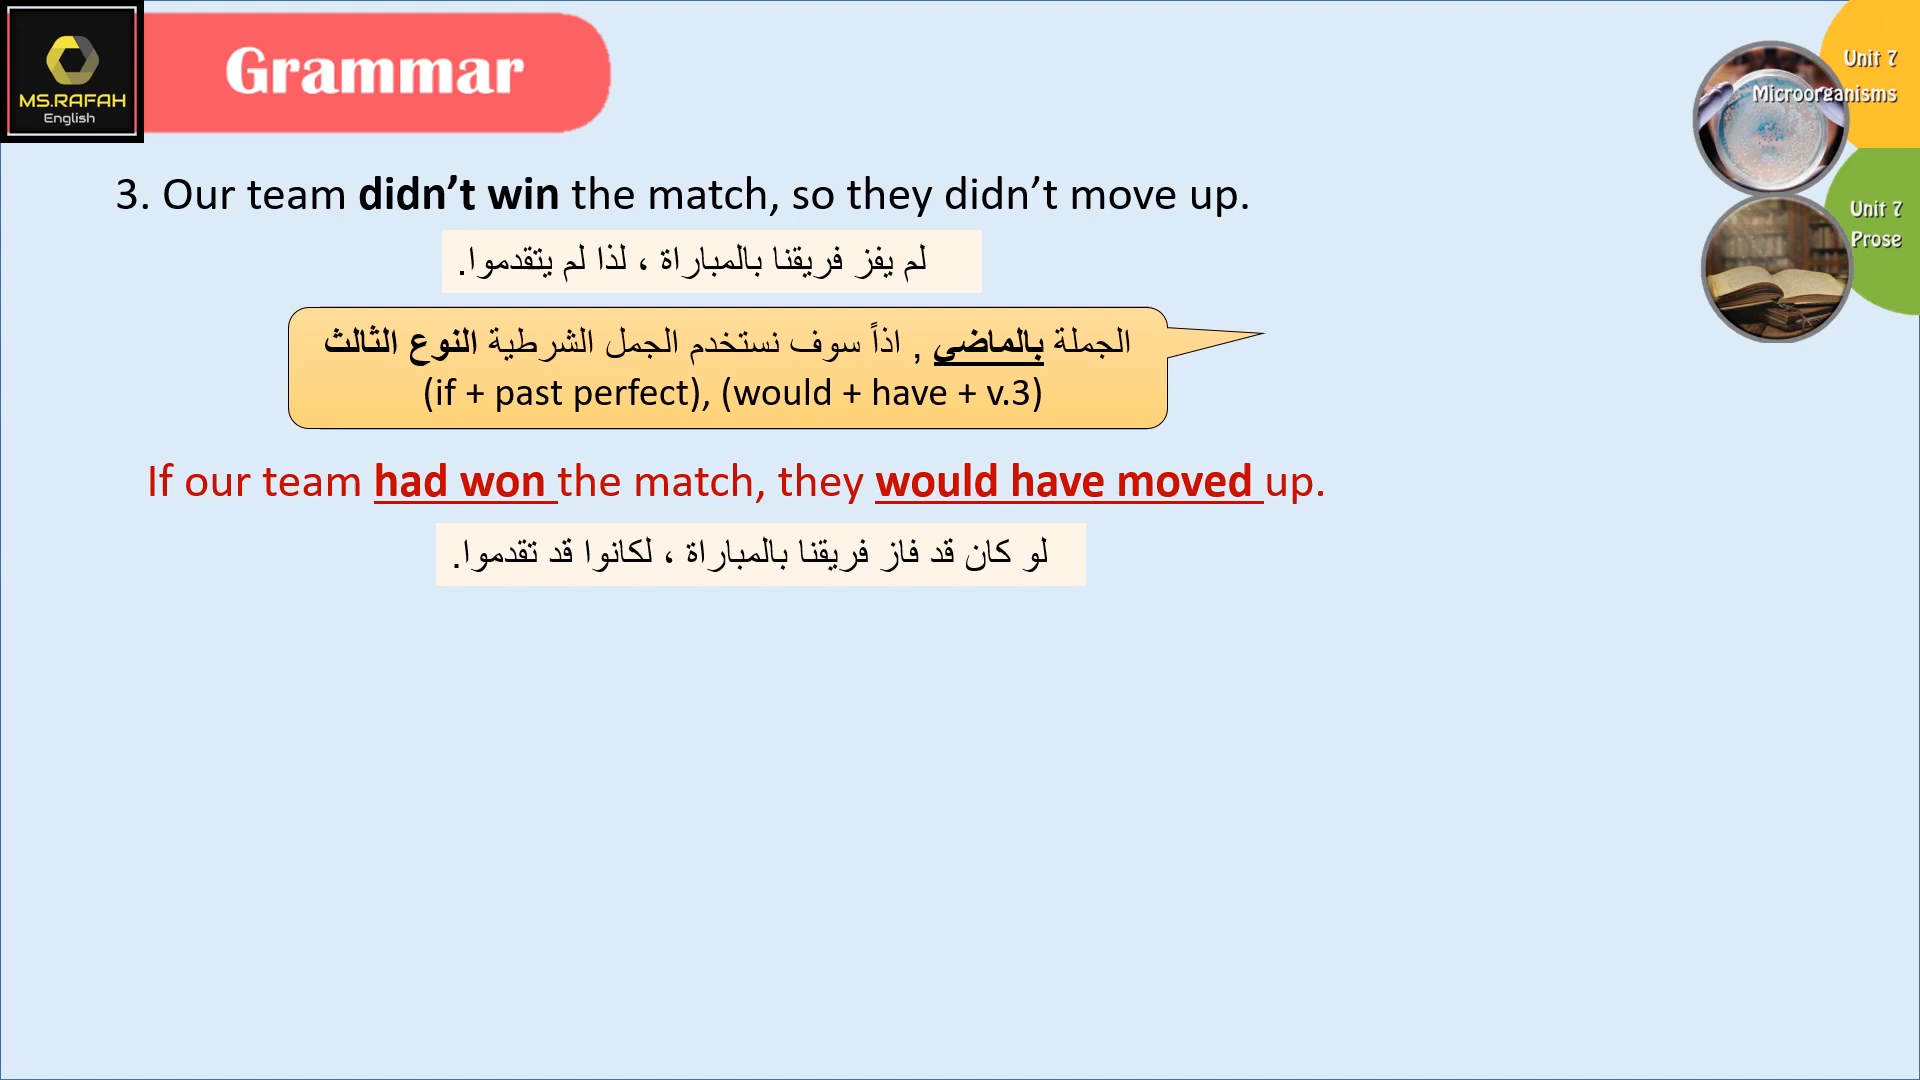 MS.RAFAH
English
Grammar
Unit 7
Microorganisms
Unit 7
Prose
3. Our team didn’t win the match, so they didn’t move up.
لم يفز فريقنا بالمباراة ، لذا لم يتقدموا.
الجملة بالماضي , اذاً سوف نستخدم الجمل الشرطية النوع الثالث
(if + past perfect), (would + have + v.3)
If our team had won the match, they would have moved up.
لو كان قد فاز فريقنا بالمباراة ، لكانوا قد تقدموا.